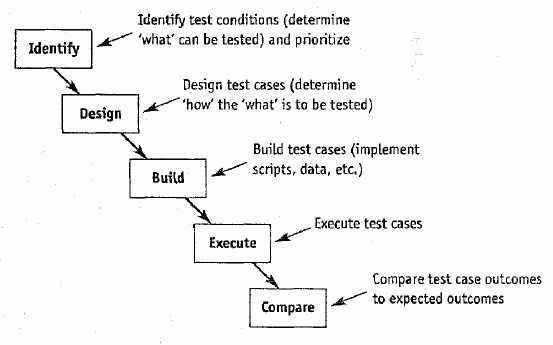 Identify test conditions (determine
'what' can be tested) and prioritize
Identify
Design test cases (determine
'how' the 'what' is to be tested)
Design
Build test cases (implement
scripts, data, etc.)
Build
Execute test cases
Execute
Compare test case outcomes
to expected outcomes
Compare